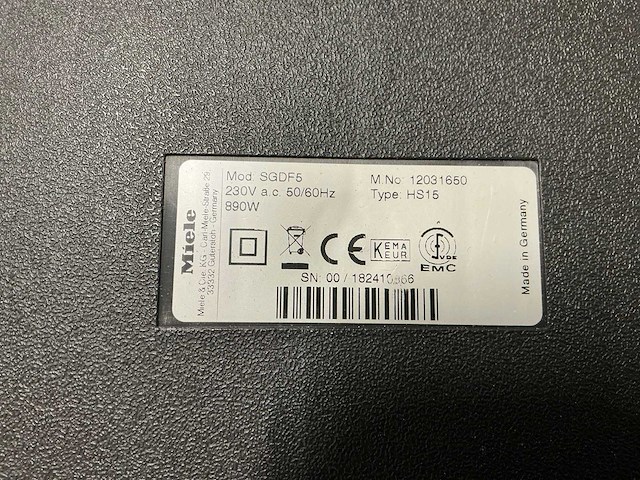 Miele
Miele & Cie. KG · Carl-Miele-Straße 29
33332 Gütersloh · Germany
Mod. SGDF5
230V a.c. 50/60Hz
890W
M.No: 12031650
Type: HS15
CE
KEMA
KEUR
VDE
EMC
SN: 00 / 182410866
Made in Germany